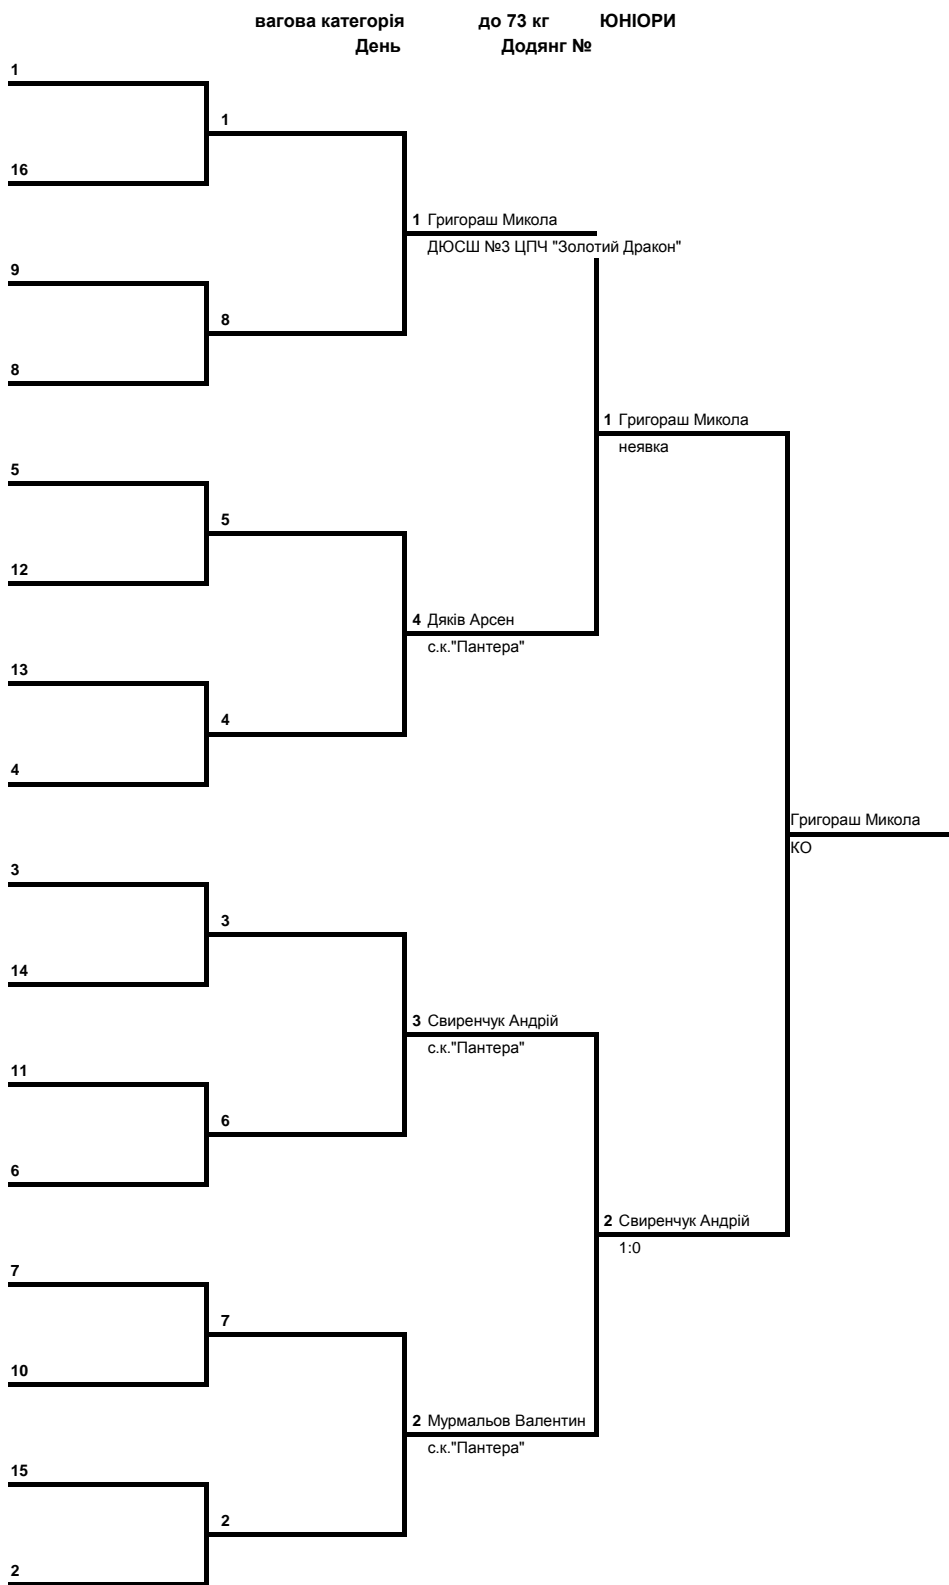 вагова категорія до 73 кг ЮНІОРИ
День Додянг №
1
1
16
1 Григораш Микола
ДЮСШ №3 ЦПЧ "Золотий Дракон"
9
8
8
1 Григораш Микола
неявка
5
5
12
4 Дяків Арсен
с.к."Пантера"
13
4
4
Григораш Микола
КО
3
3
14
3 Свиренчук Андрій
с.к."Пантера"
11
6
6
2 Свиренчук Андрій
1:0
7
7
10
2 Мурмальов Валентин
с.к."Пантера"
15
2
2